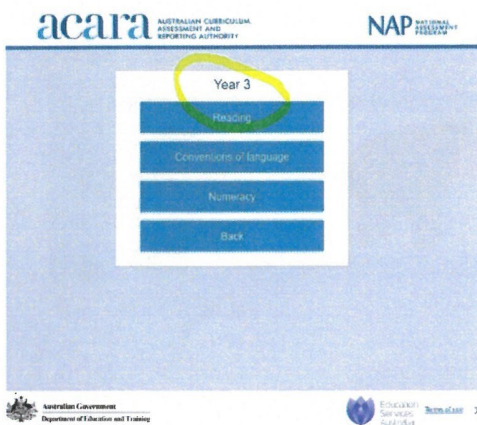 acara AUSTRALIAN CURRICULUM
ASSESSMENT AND
REPORTING AUTHORITY
NAP NATIONAL
ASSESSMENT
PROGRAM
Year 3
Reading
Conventions of language
Numeracy
Back
Australian Government
Department of Education and Training
Education
Services
Australia
Terms of use